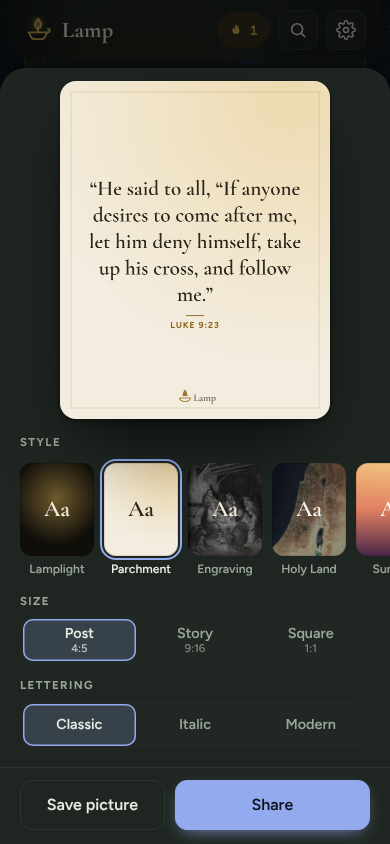 Lamp
1
“He said to all, “If anyone
desires to come after me,
let him deny himself, take
up his cross, and follow
me.”
LUKE 9:23
Lamp
STYLE
Aa
Aa
Aa
Aa
Lamplight
Parchment
Engraving
Holy Land
SIZE
Post
4:5
Story
9:16
Square
1:1
LETTERING
Classic
Italic
Modern
Save picture
Share